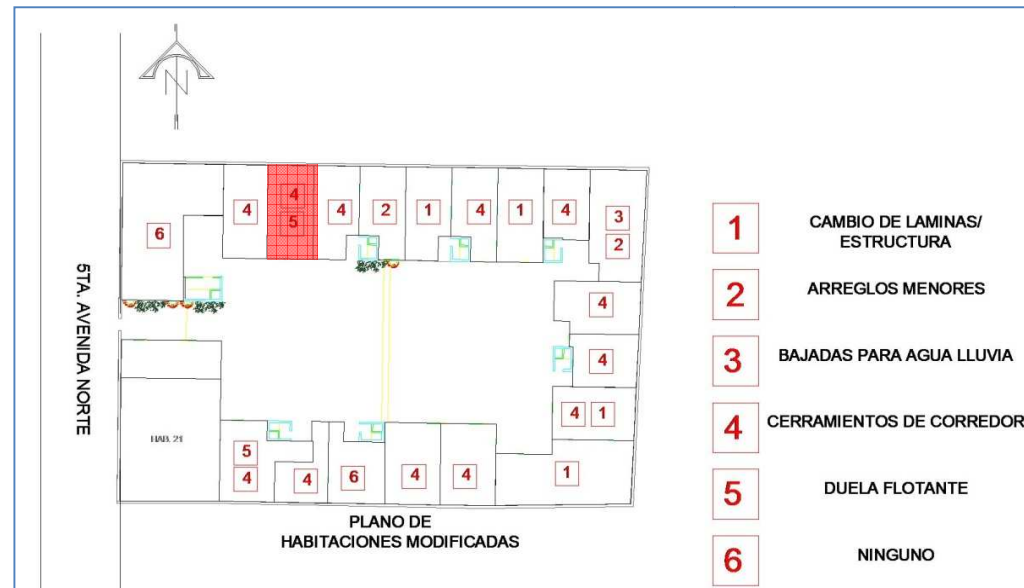 N
4
4
5
4
2
1
4
1
4
3
2
6
4
4
4 1
5TA. AVENIDA NORTE
HAB. 21
5
4
4
6
4
4
1
PLANO DE
HABITACIONES MODIFICADAS
1 CAMBIO DE LAMINAS/
ESTRUCTURA
2 ARREGLOS MENORES
3 BAJADAS PARA AGUA LLUVIA
4 CERRAMIENTOS DE CORREDOR
5 DUELA FLOTANTE
6 NINGUNO